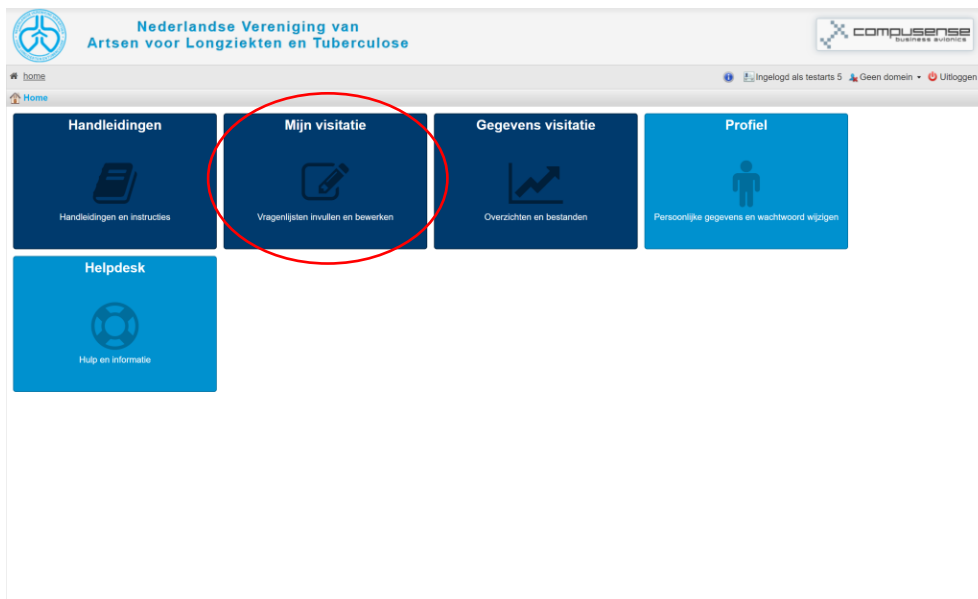 Nederlandse Vereniging van
Artsen voor Longziekten en Tuberculose
compusense
business avionics
home
Ingelogd als testarts 5 Geen domein Uitloggen
Home
Handleidingen
Handleidingen en instructies
Mijn visitatie
Vragenlijsten invullen en bewerken
Gegevens visitatie
Overzichten en bestanden
Profiel
Persoonlijke gegevens en wachtwoord wijzigen
Helpdesk
Hulp en informatie